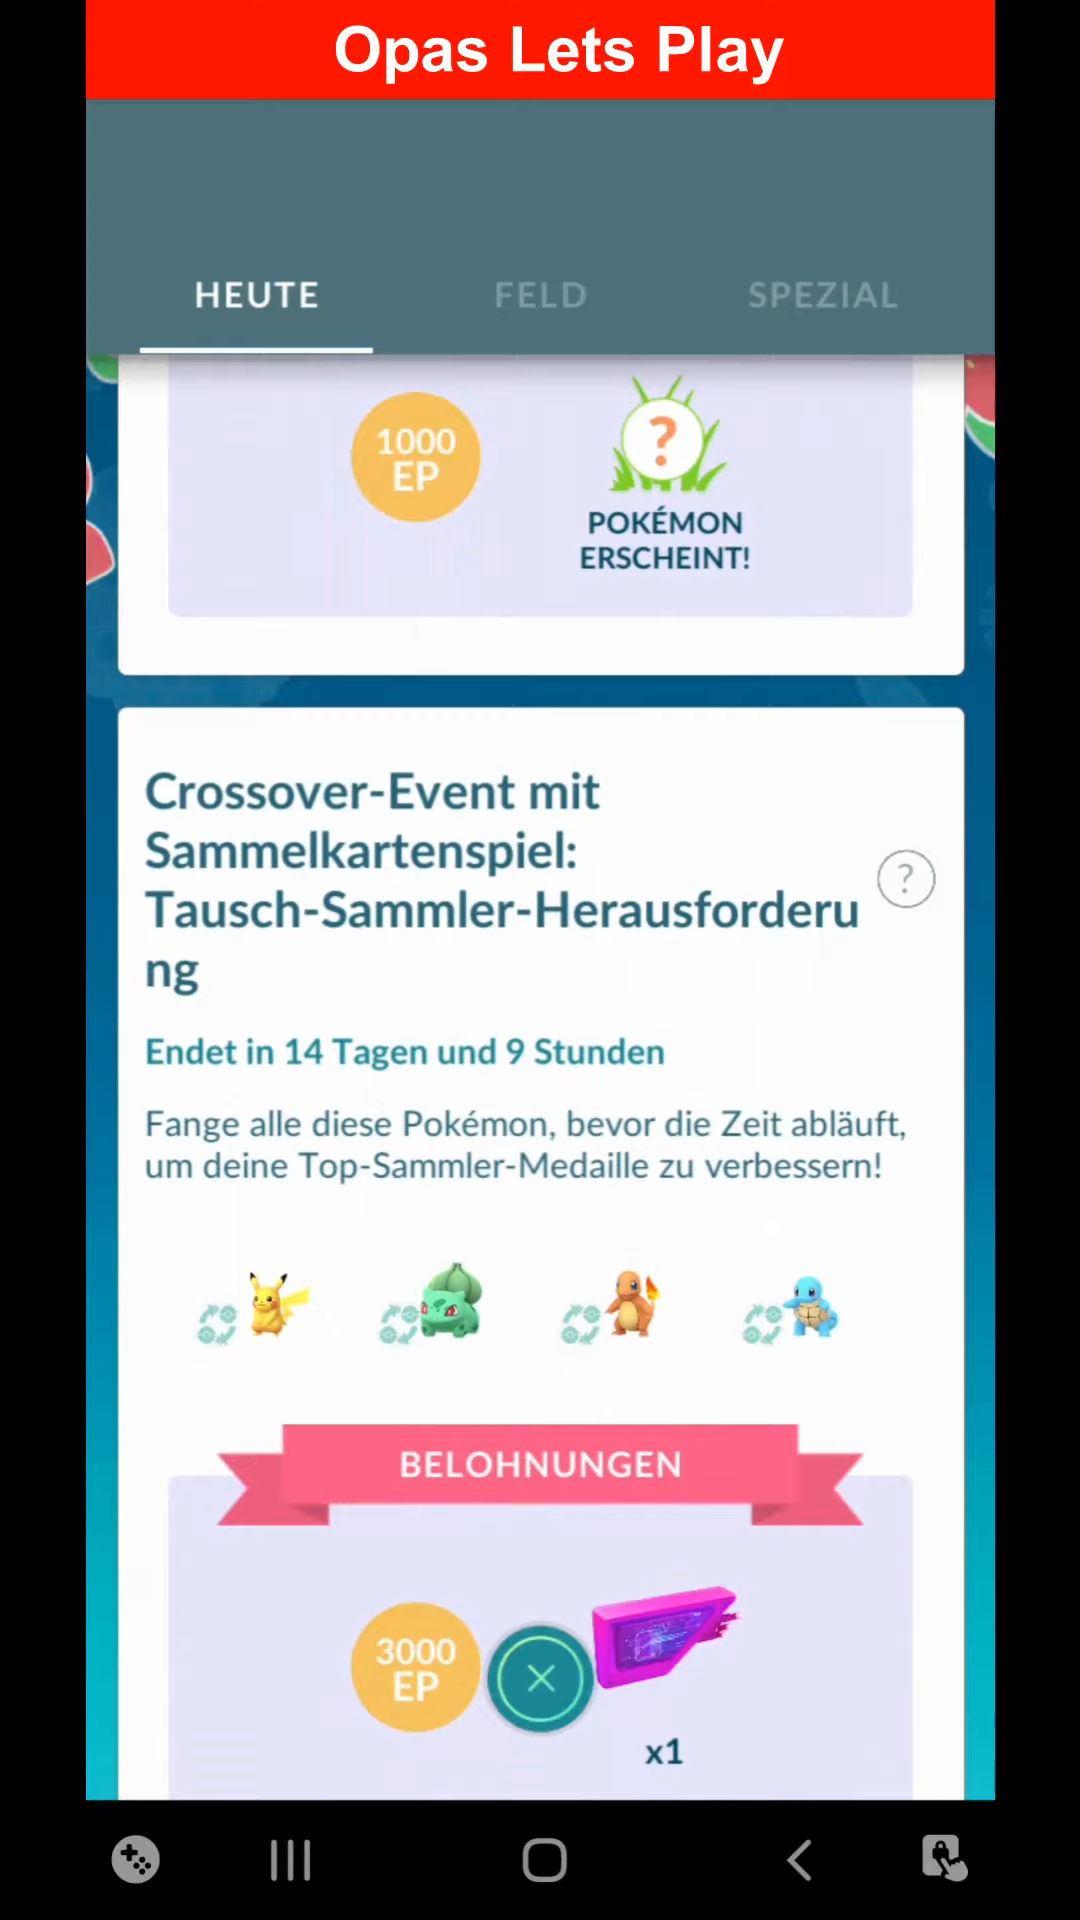 Opas Lets Play
HEUTE FELD SPEZIAL
1000
EP
?
POKÉMON
ERSCHEINT!
Crossover-Event mit
Sammelkartenspiel:
Tausch-Sammler-Herausforderu
ng
?
Endet in 14 Tagen und 9 Stunden
Fange alle diese Pokémon, bevor die Zeit abläuft,
um deine Top-Sammler-Medaille zu verbessern!
BELOHNUNGEN
3000
EP
x1